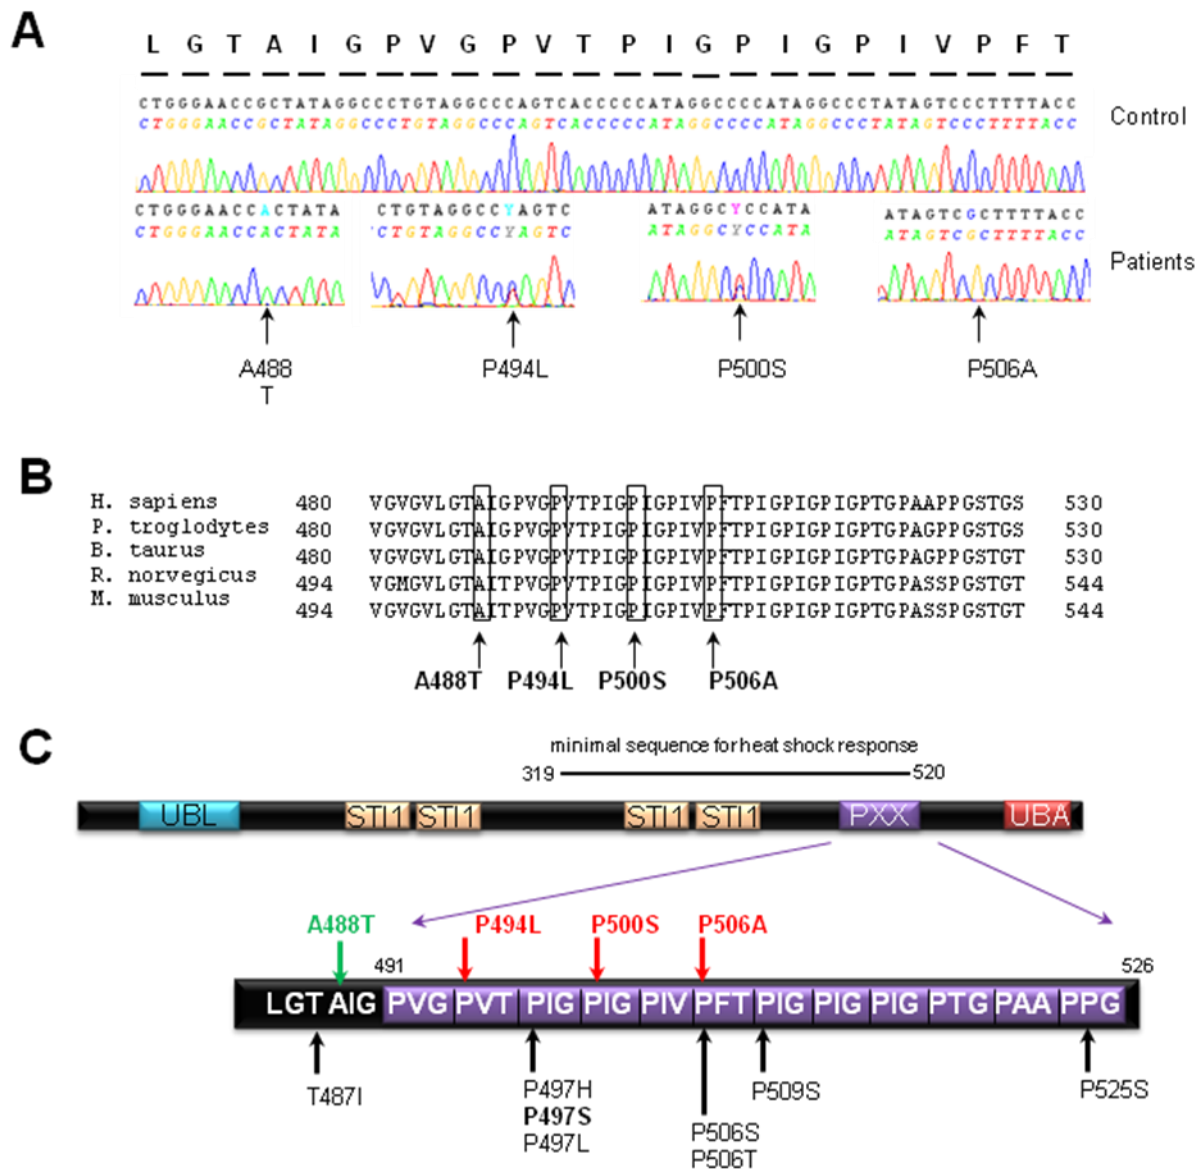 A
L G T A I G P V G P V T P I G P I G P I V P F T
CTGGGAACCGCTATAGGCCCTGTAGGCCCAGTCACCCCCATAGGCCCCATAGGCCCTATAGTCCCTTTTACC
CTGGGAACCGCTATAGGCCCTGTAGGCCCAGTCACCCCCATAGGCCCCATAGGCCCTATAGTCCCTTTTACC
Control
CTGGGAACCACTATA CTGTAGGCCYAGTC ATAGGCYCCATA ATAGTCGCTTTTACC
CTGGGAACCACTATA CTGTAGGCCYAGTC ATAGGCYCCATA ATAGTCGCTTTTACC
Patients
A488 P494L P500S P506A
T
B
H. sapiens 480 VGVGVLGTAIGPVGPVTPIGPIGPIVPFTPIGPIGPIGPTGPAAPPGSTGS 530
P. troglodytes 480 VGVGVLGTAIGPVGPVTPIGPIGPIVPFTPIGPIGPIGPTGPAGPPGSTGS 530
B. taurus 480 VGVGVLGTAIGPVGPVTPIGPIGPIVPFTPIGPIGPIGPTGPAGPPGSTGT 530
R. norvegicus 494 VGMGVLGTAITPVGPVTPIGPIGPIVPFTPIGPIGPIGPTGPASSPGSTGT 544
M. musculus 494 VGVGVLGTAITPVGPVTPIGPIGPIVPFTPIGPIGPIGPTGPASSPGSTGT 544
A488T P494L P500S P506A
C
minimal sequence for heat shock response
319 520
UBL STI1 STI1 STI1 STI1 PXX UBA
A488T P494L P500S P506A
491 526
LGT AIG PVG PVT PIG PIG PIV PFT PIG PIG PIG PTG PAA PPG
T487I P497H P509S P525S
P497S
P497L P506S
P506T